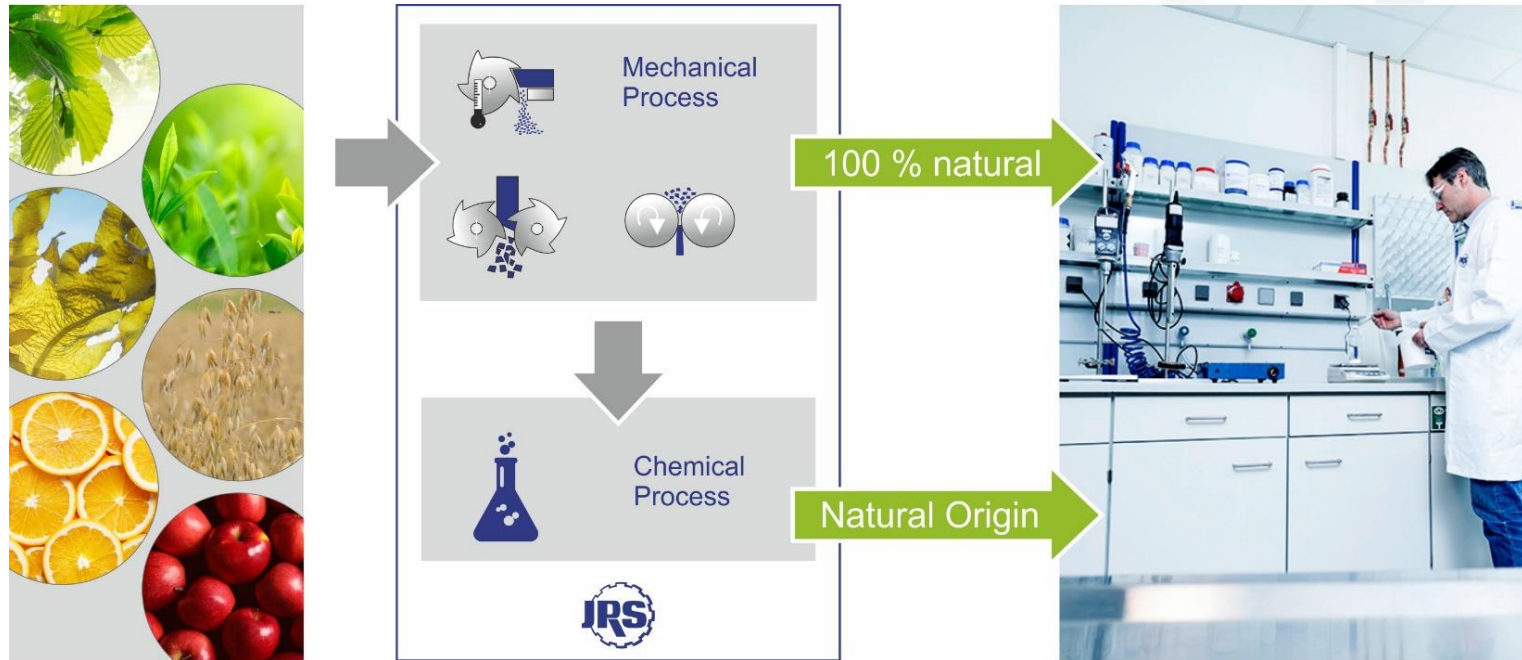 Mechanical
Process
100 % natural
Chemical
Process
Natural Origin
JRS